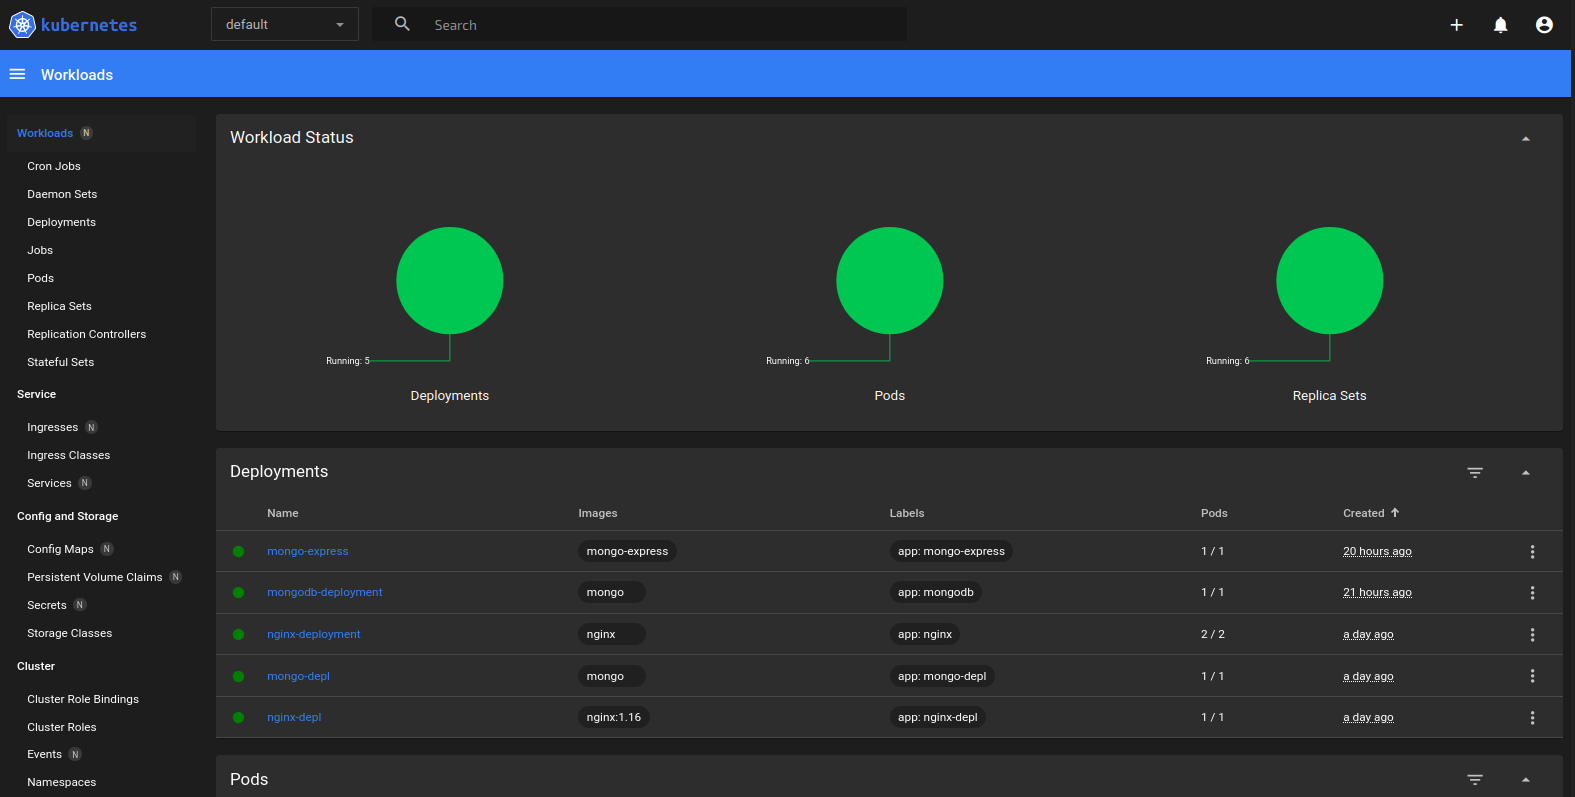 kubernetes
default
Search
Workloads
Workloads N
Cron Jobs
Daemon Sets
Deployments
Jobs
Pods
Replica Sets
Replication Controllers
Stateful Sets
Service
Ingresses N
Ingress Classes
Services N
Config and Storage
Config Maps N
Persistent Volume Claims N
Secrets N
Storage Classes
Cluster
Cluster Role Bindings
Cluster Roles
Events N
Namespaces
Workload Status
Running: 5
Deployments
Running: 6
Pods
Running: 6
Replica Sets
Deployments
Name Images Labels Pods Created
mongo-express mongo-express app: mongo-express 1 / 1 20 hours ago
mongodb-deployment mongo app: mongodb 1 / 1 21 hours ago
nginx-deployment nginx app: nginx 2 / 2 a day ago
mongo-depl mongo app: mongo-depl 1 / 1 a day ago
nginx-depl nginx:1.16 app: nginx-depl 1 / 1 a day ago
Pods